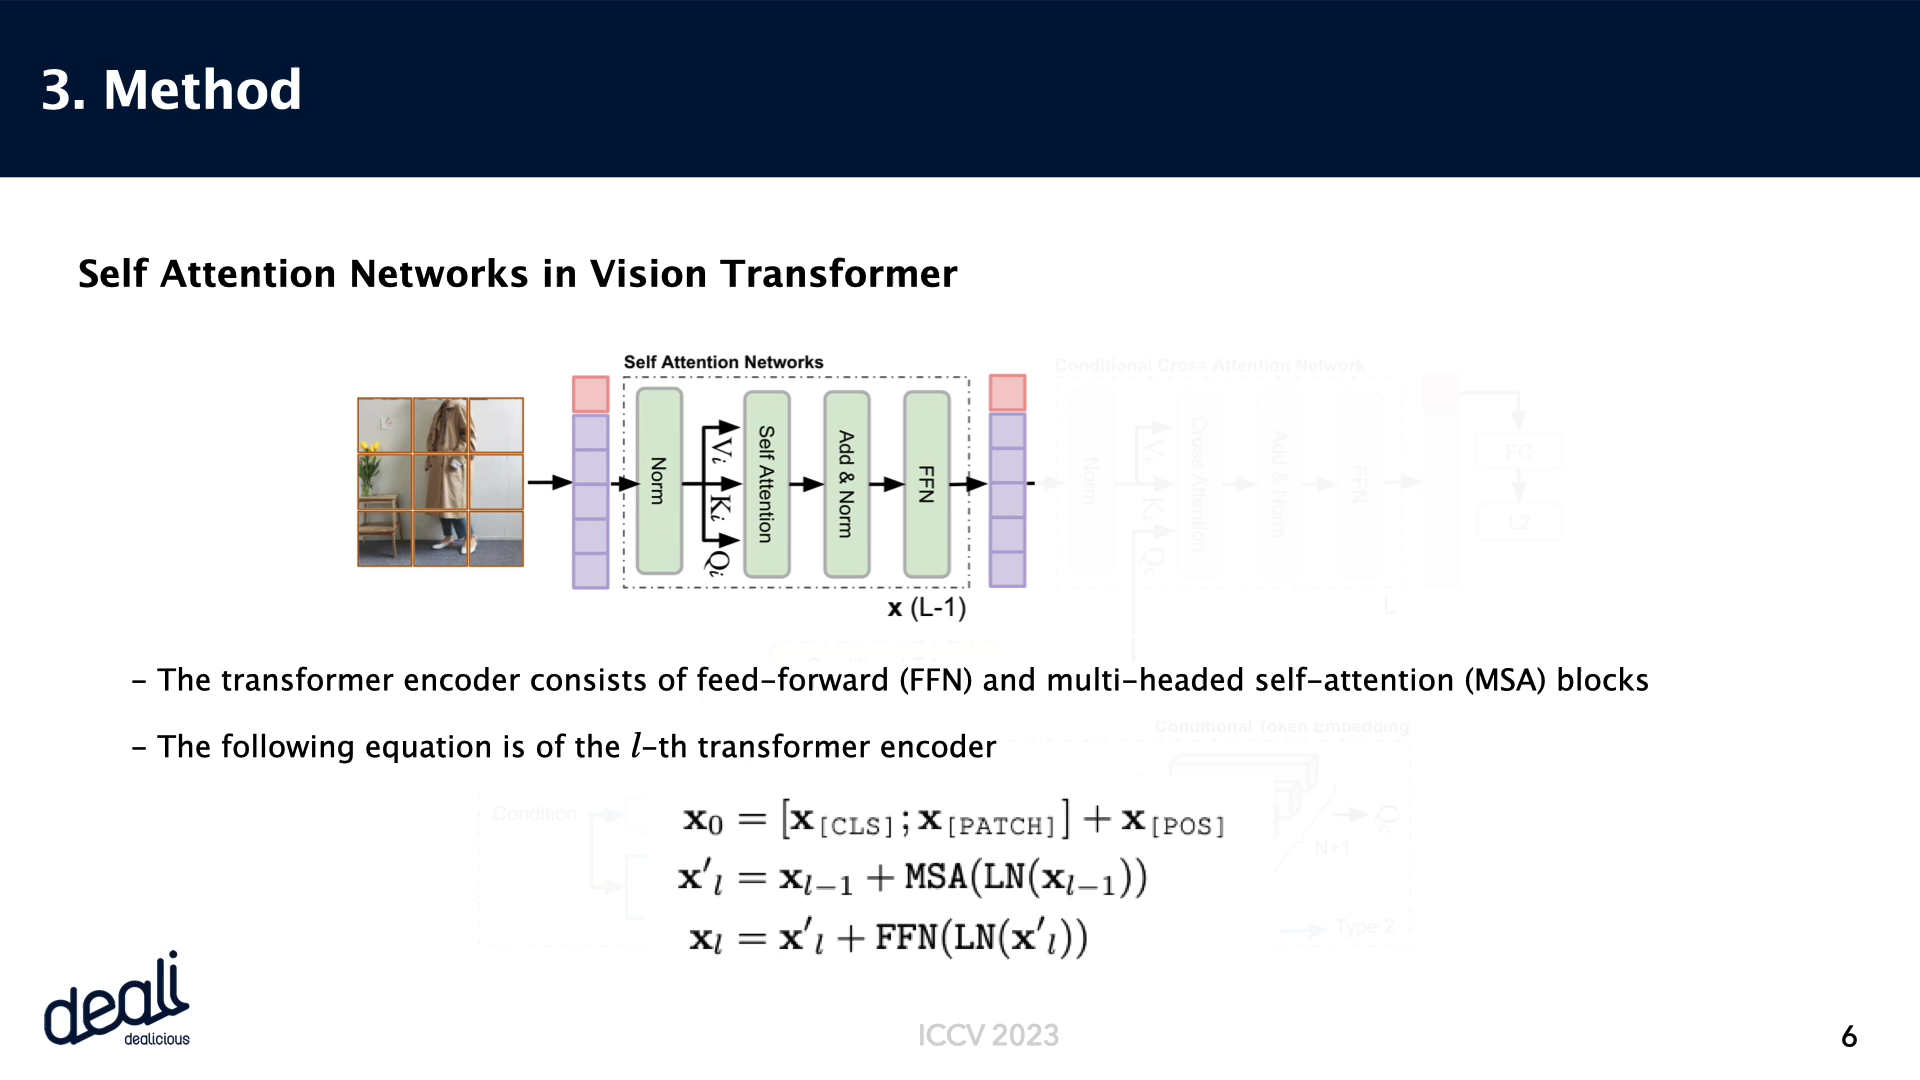 3. Method
Self Attention Networks in Vision Transformer
Self Attention Networks
Conditional Cross Attention Network
Norm
Vi
Ki
Qi
Self Attention
Add & Norm
FFN
x (L-1)
Norm
Vi
Ki
Qc
Cross Attention
Add & Norm
FFN
L
FC
L2
– The transformer encoder consists of feed-forward (FFN) and multi-headed self-attention (MSA) blocks
Conditional Token Embedding
– The following equation is of the l-th transformer encoder
Condition
Qc
N+1
Type 2
x₀ = [x[CLS]; x[PATCH]] + x[POS]
x′ₗ = xₗ₋₁ + MSA(LN(xₗ₋₁))
xₗ = x′ₗ + FFN(LN(x′ₗ))
deali
dealicious
ICCV 2023
6